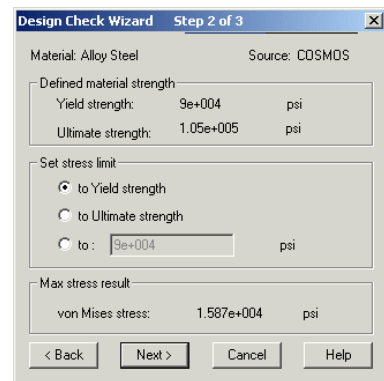 Design Check Wizard Step 2 of 3
Material: Alloy Steel Source: COSMOS
Defined material strength
Yield strength: 9e+004 psi
Ultimate strength: 1.05e+005 psi
Set stress limit
to Yield strength
to Ultimate strength
to : 9e+004 psi
Max stress result
von Mises stress: 1.587e+004 psi
< Back Next > Cancel Help